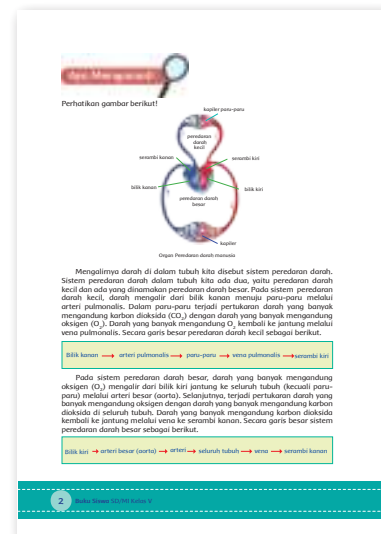 Ayo Mengamati
Perhatikan gambar berikut!
kapiler paru-paru
peredaran
darah
kecil
serambi kanan
serambi kiri
bilik kanan
bilik kiri
peredaran darah
besar
kapiler
Organ Peredaran darah manusia
Mengalirnya darah di dalam tubuh kita disebut sistem peredaran darah.
Sistem peredaran darah dalam tubuh kita ada dua, yaitu peredaran darah
kecil dan ada yang dinamakan peredaran darah besar. Pada sistem peredaran
darah kecil, darah mengalir dari bilik kanan menuju paru-paru melalui
arteri pulmonalis. Dalam paru-paru terjadi pertukaran darah yang banyak
mengandung karbon dioksida (CO₂) dengan darah yang banyak mengandung
oksigen (O₂). Darah yang banyak mengandung O₂ kembali ke jantung melalui
vena pulmonalis. Secara garis besar peredaran darah kecil sebagai berikut.
Bilik kanan → arteri pulmonalis → paru-paru → vena pulmonalis → serambi kiri
Pada sistem peredaran darah besar, darah yang banyak mengandung
oksigen (O₂) mengalir dari bilik kiri jantung ke seluruh tubuh (kecuali paru-
paru) melalui arteri besar (aorta). Selanjutnya, terjadi pertukaran darah yang
banyak mengandung oksigen dengan darah yang banyak mengandung karbon
dioksida di seluruh tubuh. Darah yang banyak mengandung karbon dioksida
kembali ke jantung melalui vena ke serambi kanan. Secara garis besar sistem
peredaran darah besar sebagai berikut.
Bilik kiri → arteri besar (aorta) → arteri → seluruh tubuh → vena → serambi kanan
2 Buku Siswa SD/MI Kelas V